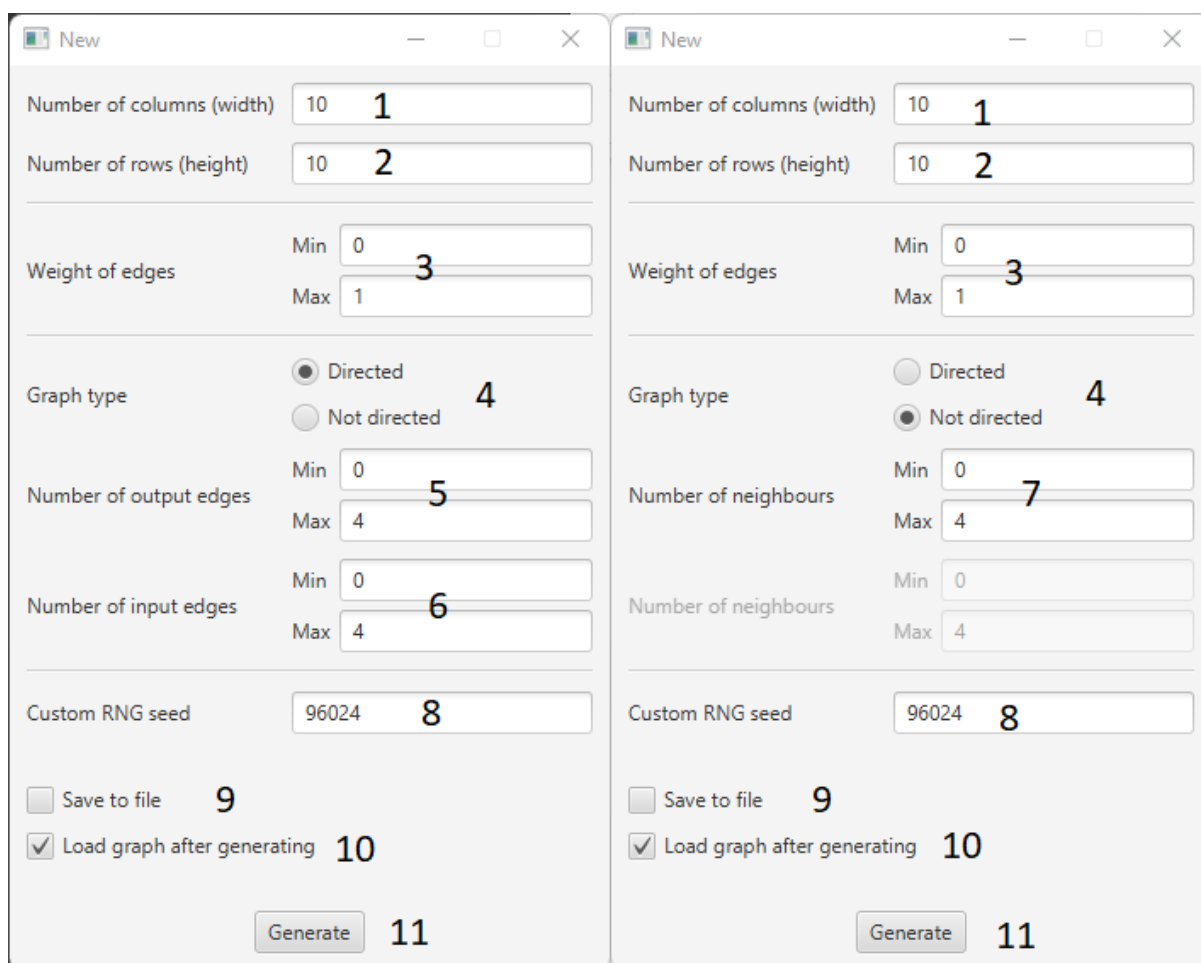 New
Number of columns (width) 10 1
Number of rows (height) 10 2
Min 0
Weight of edges 3
Max 1
Directed
Graph type 4
Not directed
Min 0
Number of output edges 5
Max 4
Min 0
Number of input edges 6
Max 4
Custom RNG seed 96024 8
Save to file 9
Load graph after generating 10
Generate 11
New
Number of columns (width) 10 1
Number of rows (height) 10 2
Min 0
Weight of edges 3
Max 1
Directed
Graph type 4
Not directed
Min 0
Number of neighbours 7
Max 4
Min 0
Number of neighbours
Max 4
Custom RNG seed 96024 8
Save to file 9
Load graph after generating 10
Generate 11